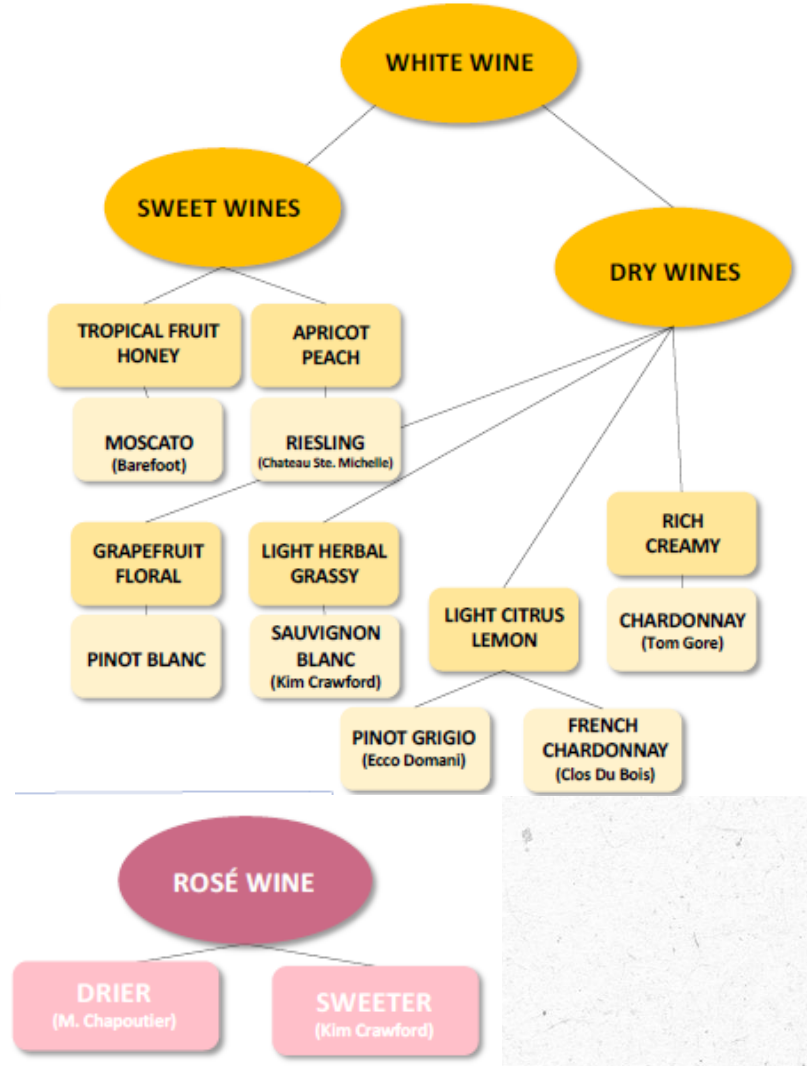 WHITE WINE
SWEET WINES
DRY WINES
TROPICAL FRUIT
HONEY
APRICOT
PEACH
MOSCATO
(Barefoot)
RIESLING
(Chateau Ste. Michelle)
GRAPEFRUIT
FLORAL
LIGHT HERBAL
GRASSY
RICH
CREAMY
PINOT BLANC
SAUVIGNON
BLANC
(Kim Crawford)
LIGHT CITRUS
LEMON
CHARDONNAY
(Tom Gore)
PINOT GRIGIO
(Ecco Domani)
FRENCH
CHARDONNAY
(Clos Du Bois)
ROSÉ WINE
DRIER
(M. Chapoutier)
SWEETER
(Kim Crawford)